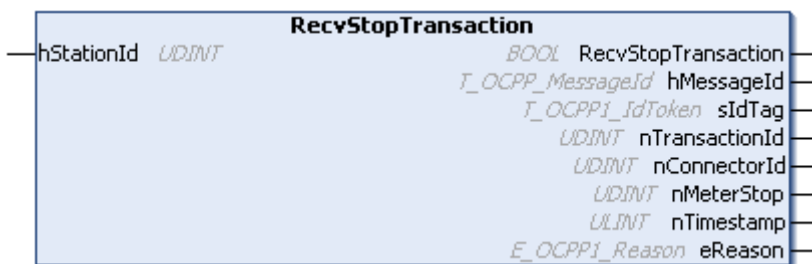 RecvStopTransaction
hStationId UDINT BOOL RecvStopTransaction
T_OCPP_MessageId hMessageId
T_OCPP1_IdToken sIdTag
UDINT nTransactionId
UDINT nConnectorId
UDINT nMeterStop
ULINT nTimestamp
E_OCPP1_Reason eReason